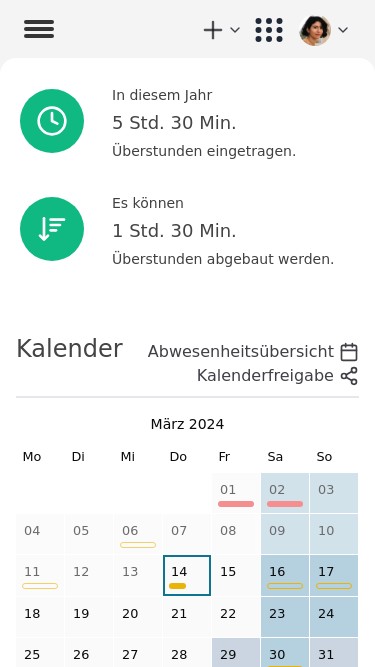 In diesem Jahr
5 Std. 30 Min.
Überstunden eingetragen.
Es können
1 Std. 30 Min.
Überstunden abgebaut werden.
Kalender
Abwesenheitsübersicht
Kalenderfreigabe
März 2024
Mo Di Mi Do Fr Sa So
01 02 03
04 05 06 07 08 09 10
11 12 13 14 15 16 17
18 19 20 21 22 23 24
25 26 27 28 29 30 31